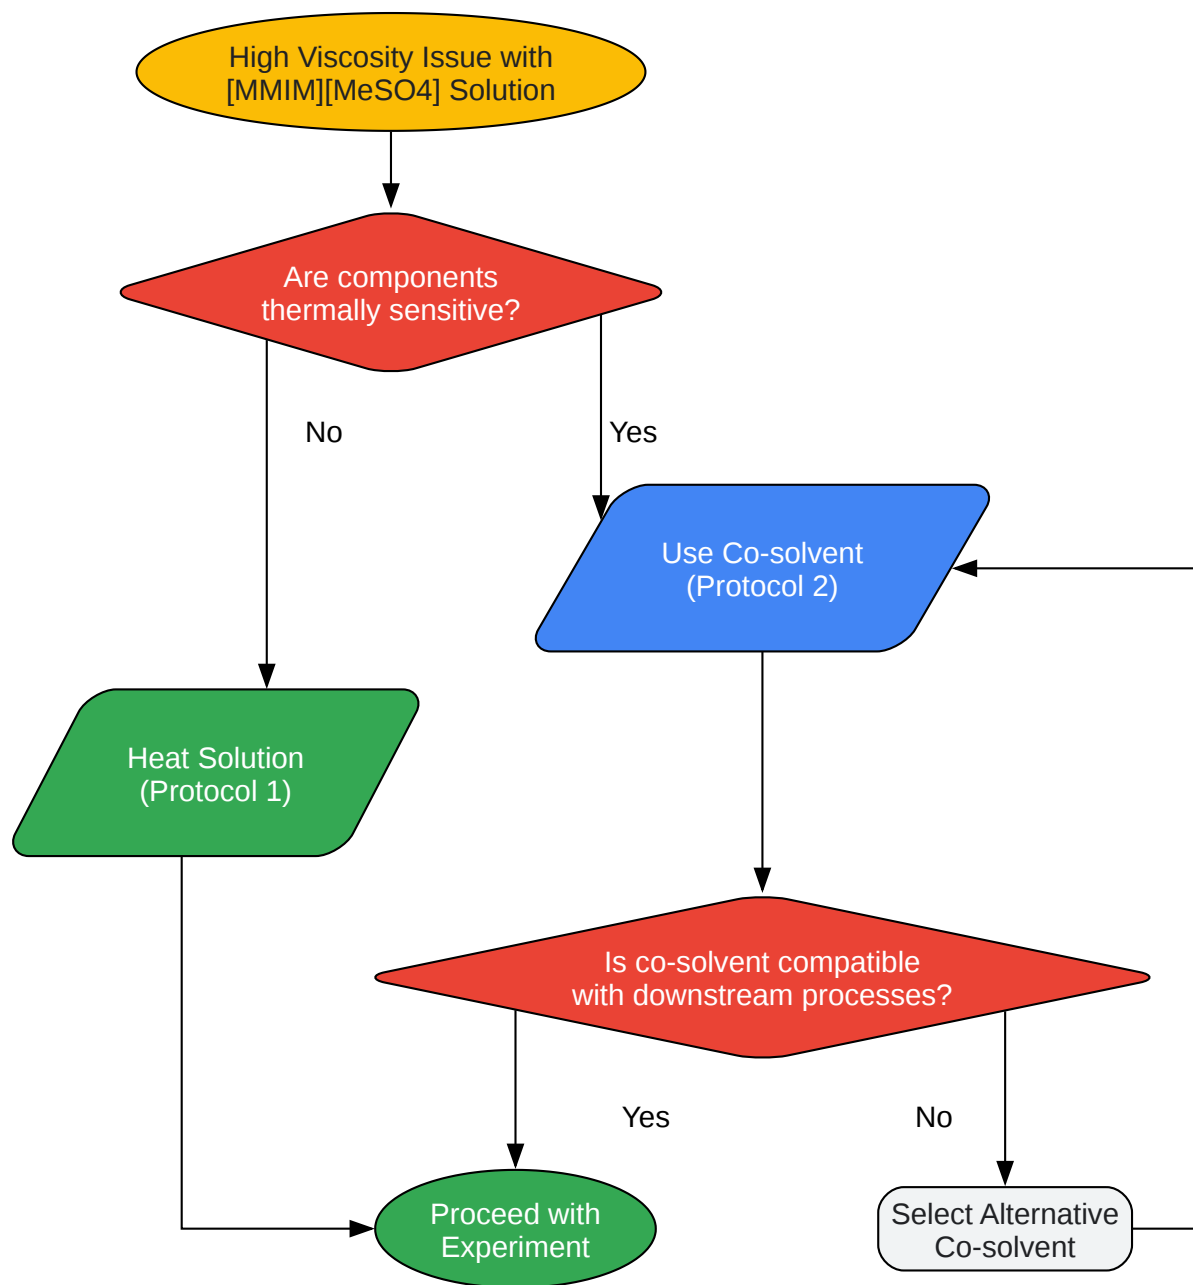 High Viscosity Issue with
[MMIM][MeSO4] Solution
Are components
thermally sensitive?
No
Yes
Use Co-solvent
(Protocol 2)
Heat Solution
(Protocol 1)
Is co-solvent compatible
with downstream processes?
Yes
No
Proceed with
Experiment
Select Alternative
Co-solvent